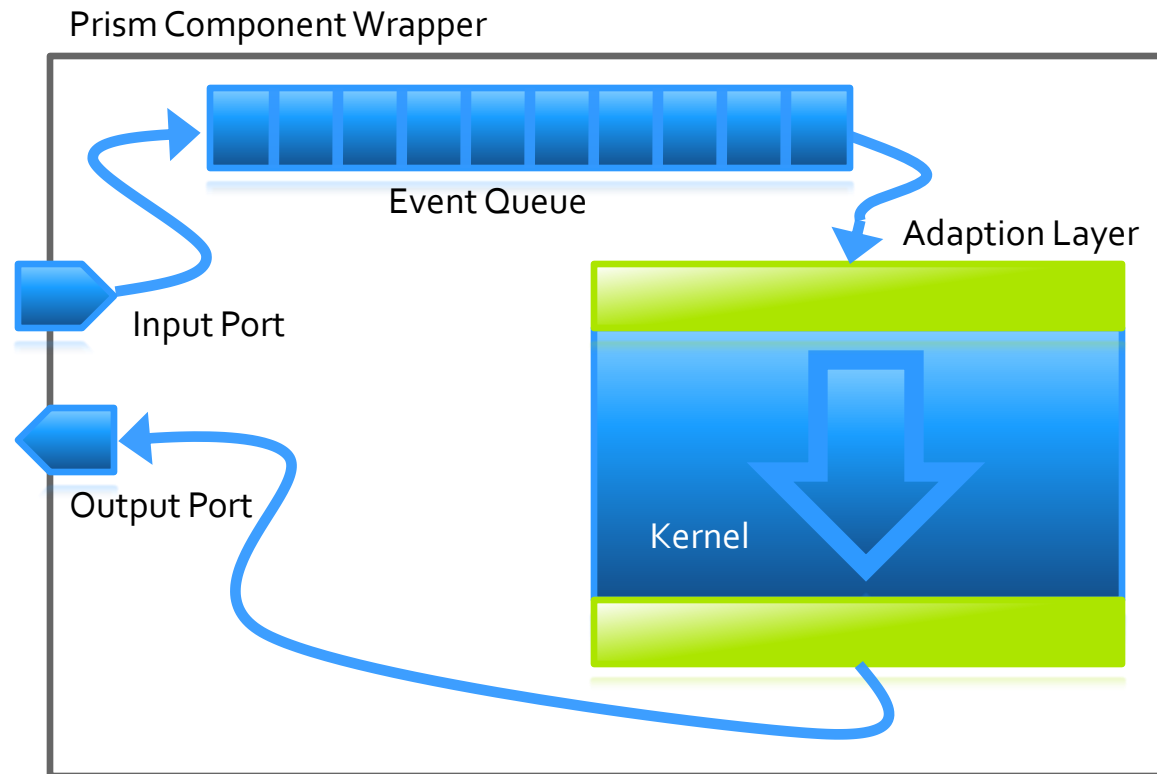 Prism Component Wrapper
Event Queue
Adaption Layer
Input Port
Output Port
Kernel